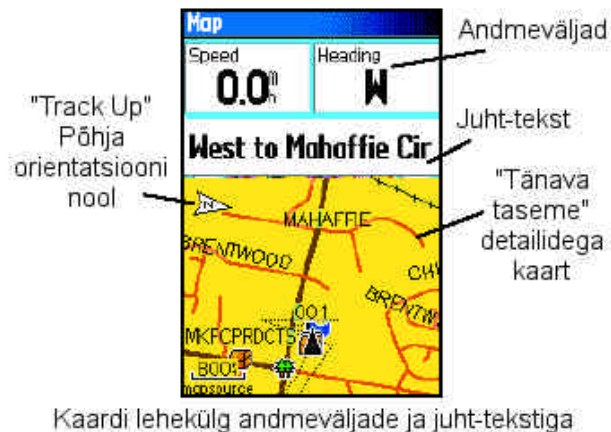 Map
Speed
0.0 m h
Heading
W
West to Mahaffie Cir
N
MAHAFFIE
BRENTWOOD
BRENTW
001
MKFCPRDCTS
800ft
mapsource
Andmeväljad
Juht-tekst
"Track Up"
Põhja
orientatsiooni
nool
"Tänava
taseme"
detailidega
kaart
Kaardi lehekülg andmeväljade ja juht-tekstiga